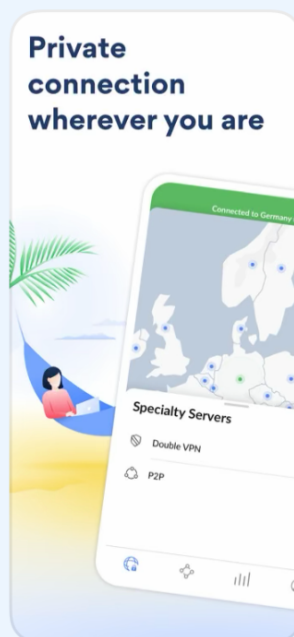 Private
connection
wherever you are
Connected to Germany
Specialty Servers
Double VPN
P2P